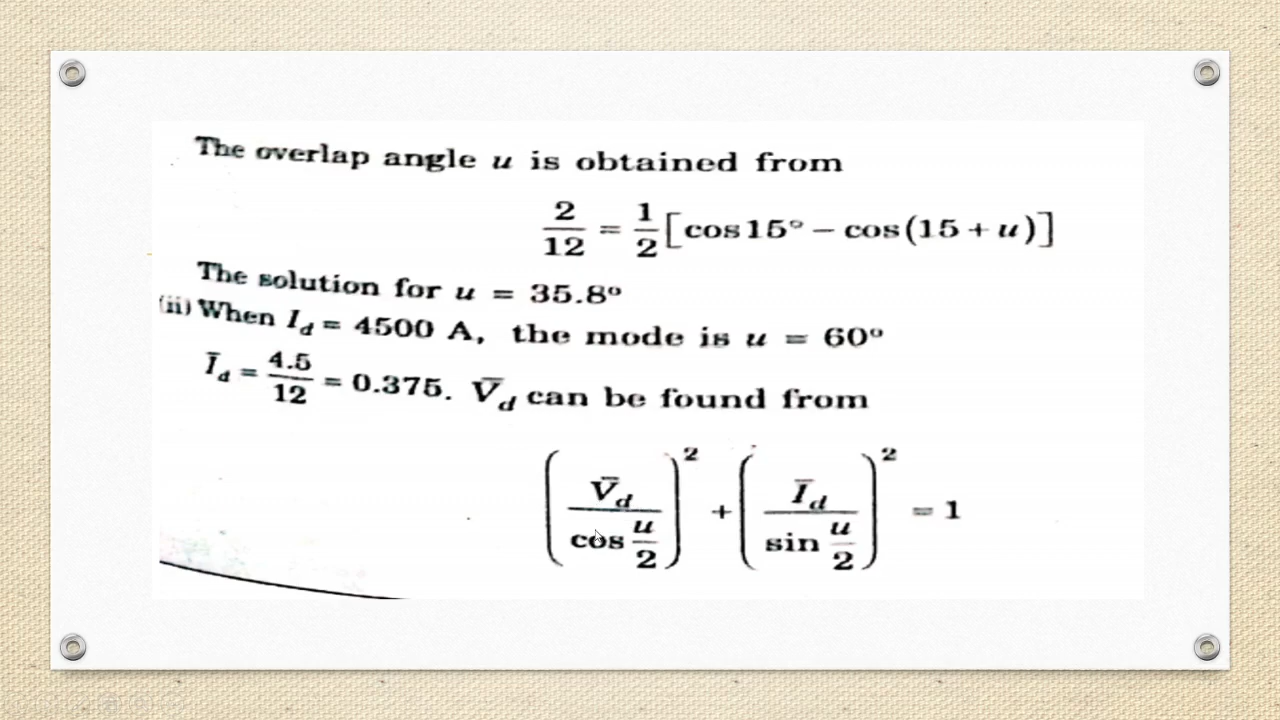 The overlap angle u is obtained from
2/12 = 1/2 [cos 15° − cos (15 + u)]
The solution for u = 35.8°
(ii) When I_d = 4500 A, the mode is u = 60°
Ī_d = 4.5/12 = 0.375. V̄_d can be found from
(V̄_d / cos u/2)² + (Ī_d / sin u/2)² = 1